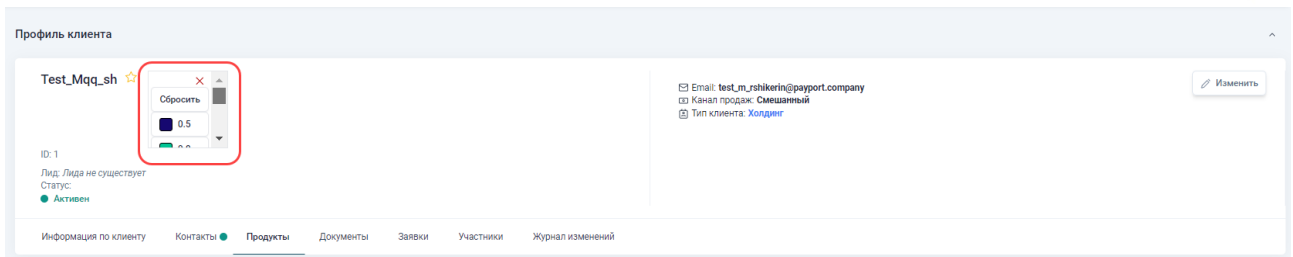 Профиль клиента
Test_Mqq_sh
Сбросить
0.5
ID: 1
Лид: Лида не существует
Статус:
Активен
Email: test_m_rshikerin@payport.company
Канал продаж: Смешанный
Тип клиента: Холдинг
Изменить
Информация по клиенту Контакты Продукты Документы Заявки Участники Журнал изменений